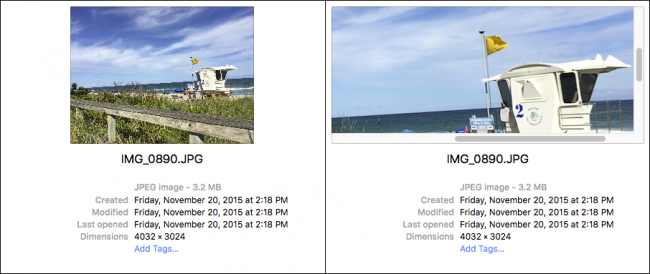 IMG_0890.JPG
JPEG image - 3.2 MB
Created Friday, November 20, 2015 at 2:18 PM
Modified Friday, November 20, 2015 at 2:18 PM
Last opened Friday, November 20, 2015 at 2:18 PM
Dimensions 4032 × 3024
Add Tags...
2
IMG_0890.JPG
JPEG image - 3.2 MB
Created Friday, November 20, 2015 at 2:18 PM
Modified Friday, November 20, 2015 at 2:18 PM
Last opened Friday, November 20, 2015 at 2:18 PM
Dimensions 4032 × 3024
Add Tags...